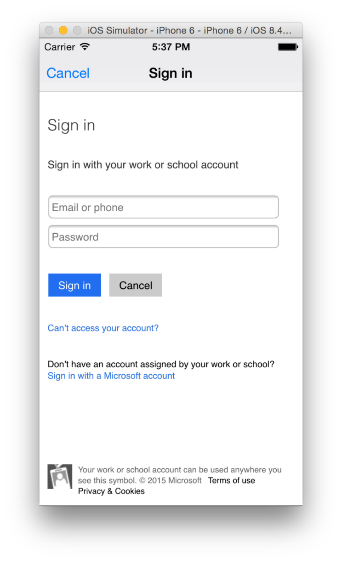 iOS Simulator - iPhone 6 - iPhone 6 / iOS 8.4...
Carrier 5:37 PM
Cancel Sign in
Sign in
Sign in with your work or school account
Email or phone
Password
Sign in Cancel
Can't access your account?
Don't have an account assigned by your work or school?
Sign in with a Microsoft account
Your work or school account can be used anywhere you
see this symbol. © 2015 Microsoft Terms of use
Privacy & Cookies